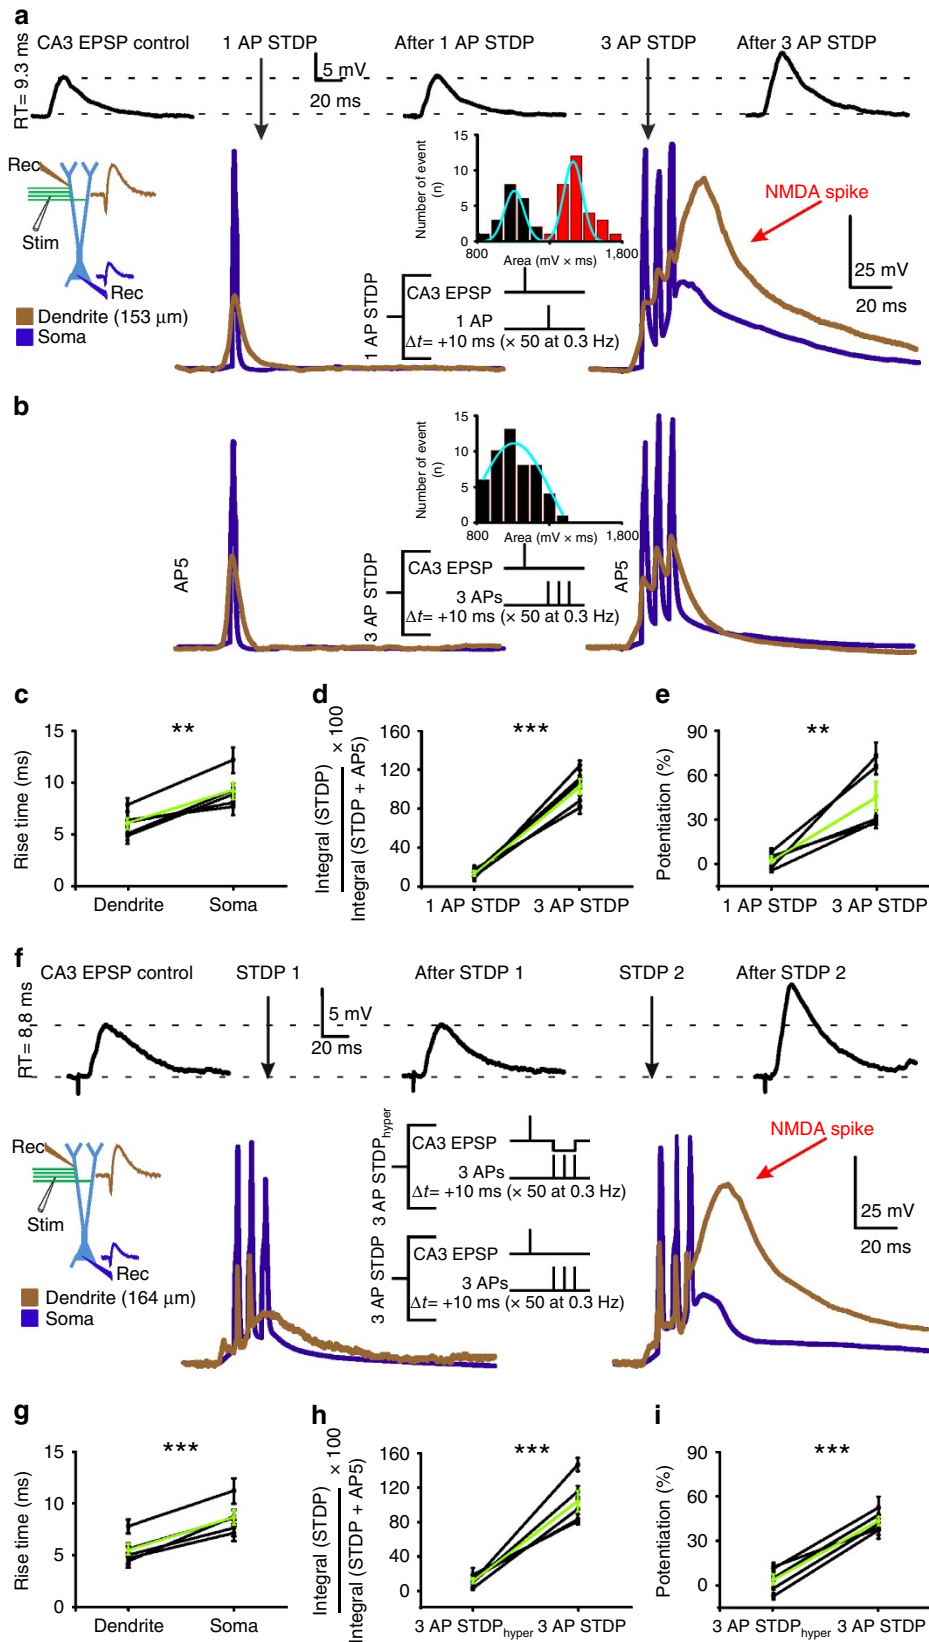 a
CA3 EPSP control
1 AP STDP
After 1 AP STDP
3 AP STDP
After 3 AP STDP
RT= 9.3 ms
5 mV
20 ms
Rec
Stim
Rec
Dendrite (153 μm)
Soma
Number of event
(n)
15
10
5
0
800
Area (mV × ms)
1,800
1 AP STDP
CA3 EPSP
1 AP
Δt= +10 ms (× 50 at 0.3 Hz)
NMDA spike
25 mV
20 ms
b
AP5
Number of event
(n)
15
10
5
0
800
Area (mV × ms)
1,800
3 AP STDP
CA3 EPSP
3 APs
Δt= +10 ms (× 50 at 0.3 Hz)
AP5
c
Rise time (ms)
15
10
5
0
**
Dendrite
Soma
d
Integral (STDP)
Integral (STDP + AP5)
× 100
160
120
80
40
0
***
1 AP STDP
3 AP STDP
e
Potentiation (%)
90
60
30
0
**
1 AP STDP
3 AP STDP
f
CA3 EPSP control
STDP 1
After STDP 1
STDP 2
After STDP 2
RT= 8.8 ms
5 mV
20 ms
Rec
Stim
Rec
Dendrite (164 μm)
Soma
3 AP STDPhyper
CA3 EPSP
3 APs
Δt= +10 ms (× 50 at 0.3 Hz)
3 AP STDP
CA3 EPSP
3 APs
Δt= +10 ms (× 50 at 0.3 Hz)
NMDA spike
25 mV
20 ms
g
Rise time (ms)
15
10
5
0
***
Dendrite
Soma
h
Integral (STDP)
Integral (STDP + AP5)
× 100
160
120
80
40
0
***
3 AP STDPhyper
3 AP STDP
i
Potentiation (%)
90
60
30
0
***
3 AP STDPhyper
3 AP STDP